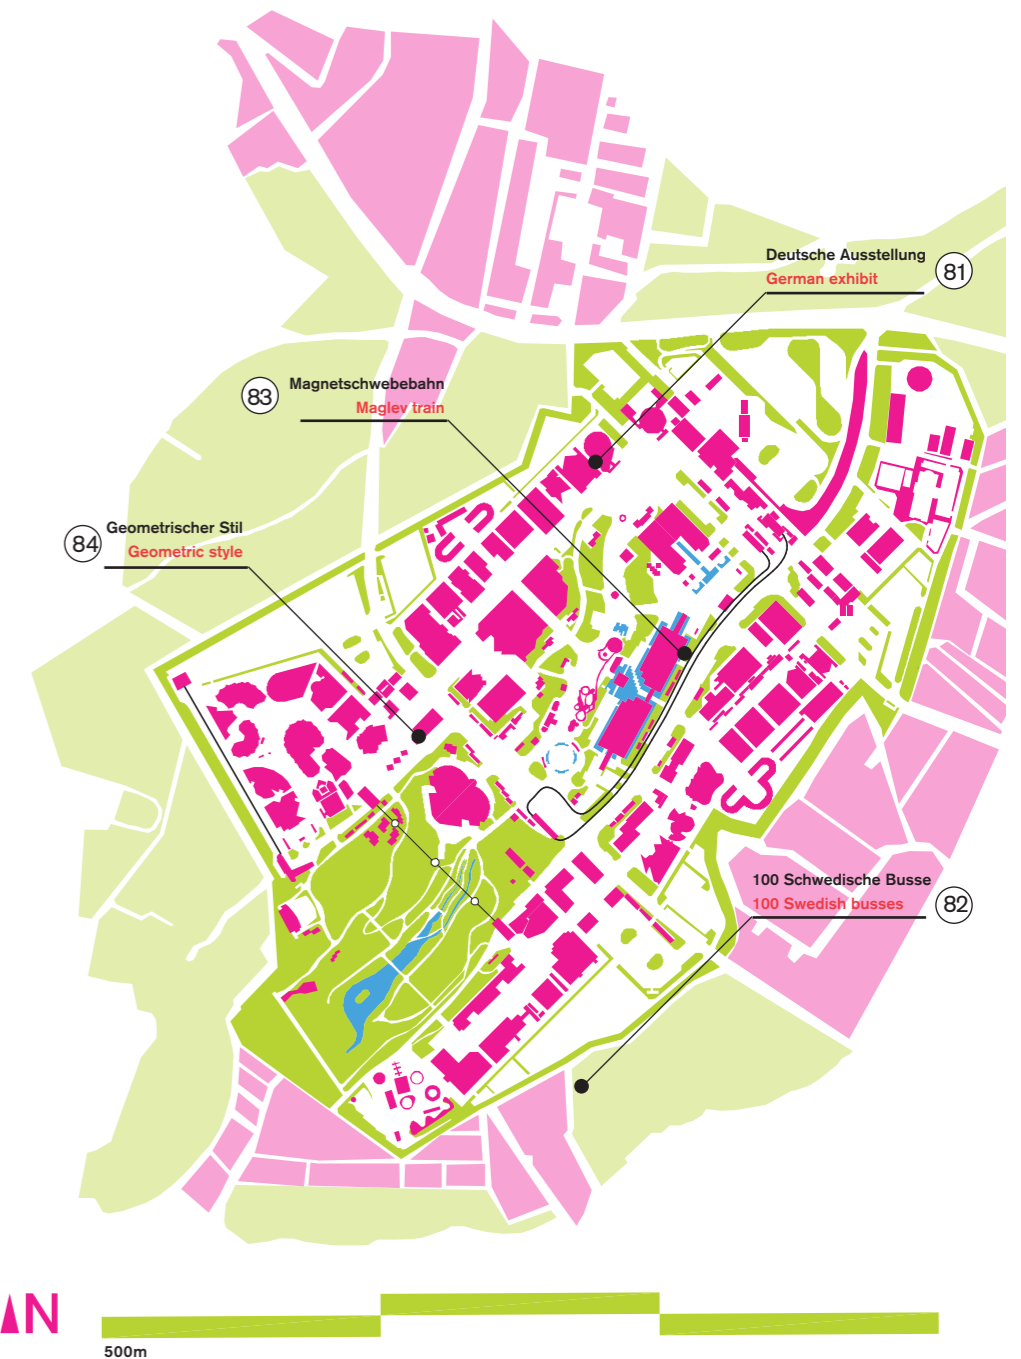 Deutsche Ausstellung
German exhibit
81
83
Magnetschwebebahn
Maglev train
84
Geometrischer Stil
Geometric style
100 Schwedische Busse
100 Swedish busses
82
N
500m